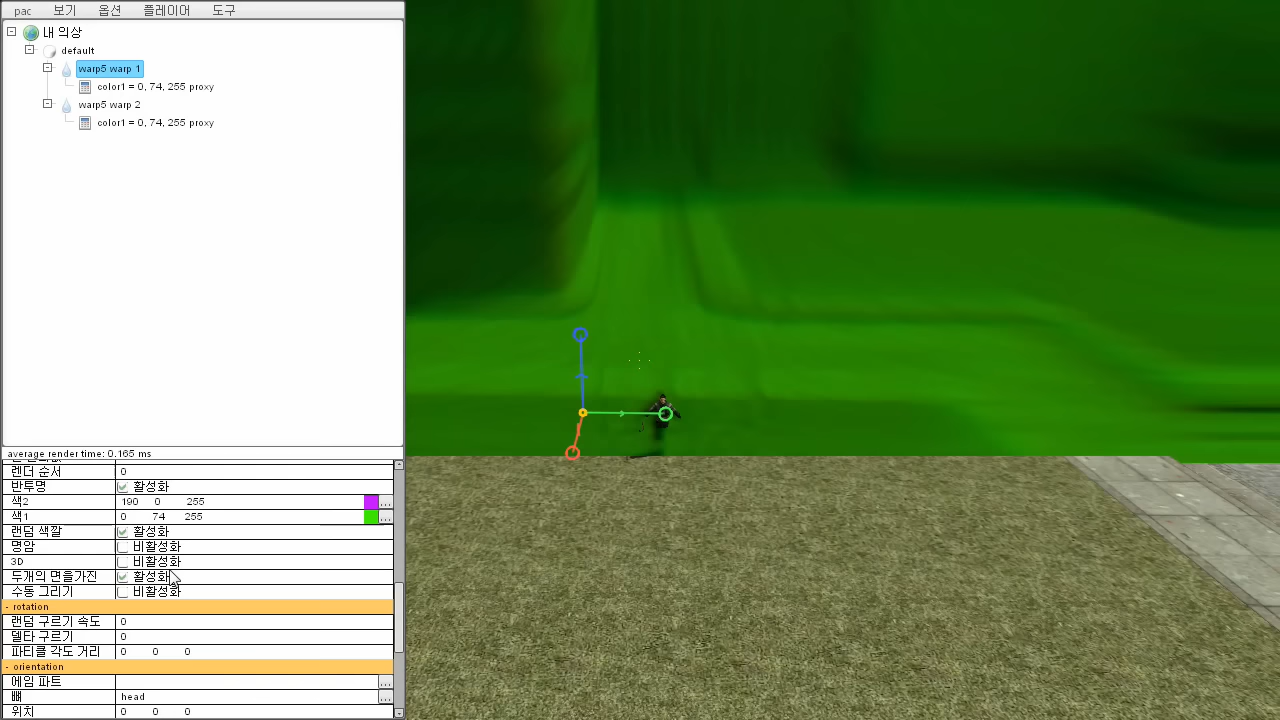 pac 보기 옵션 플레이어 도구
내 의상
default
warp5 warp 1
color1 = 0, 74, 255 proxy
warp5 warp 2
color1 = 0, 74, 255 proxy
average render time: 0.165 ms
렌더 순서 0
반투명 활성화
색2 190 0 255 ...
색1 0 74 255 ...
랜덤 색깔 활성화
명암 비활성화
3D 비활성화
두개의 면을가진 활성화
수동 그리기 비활성화
- rotation
랜덤 구르기 속도 0
델타 구르기 0
파티클 각도 거리 0 0 0
- orientation
에임 파트 ...
뼈 head ...
위치 0 0 0